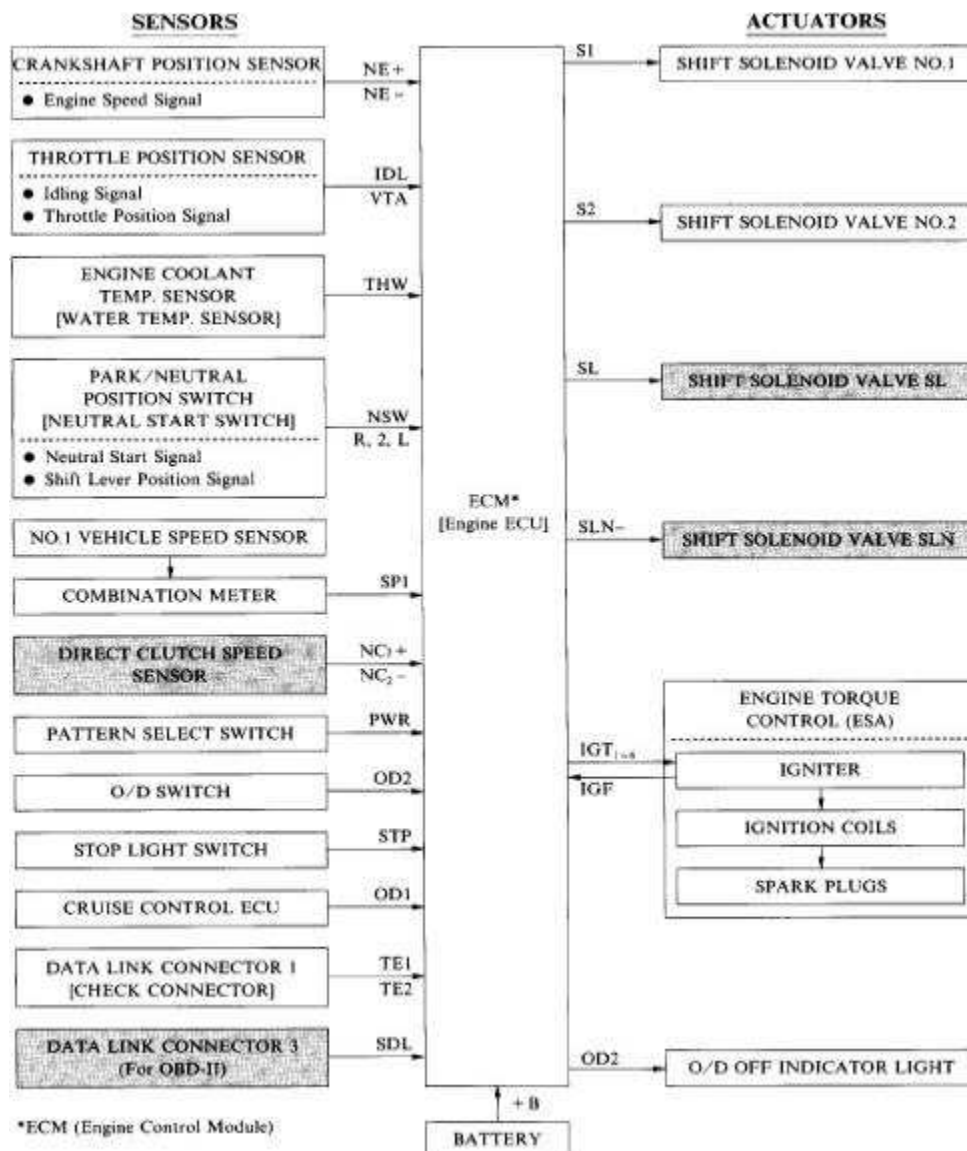 SENSORS
CRANKSHAFT POSITION SENSOR
● Engine Speed Signal
NE+
NE−
THROTTLE POSITION SENSOR
● Idling Signal
● Throttle Position Signal
IDL
VTA
ENGINE COOLANT
TEMP. SENSOR
[WATER TEMP. SENSOR]
THW
PARK/NEUTRAL
POSITION SWITCH
[NEUTRAL START SWITCH]
● Neutral Start Signal
● Shift Lever Position Signal
NSW
R, 2, L
NO.1 VEHICLE SPEED SENSOR
COMBINATION METER
SP1
DIRECT CLUTCH SPEED
SENSOR
NC₂+
NC₂−
PATTERN SELECT SWITCH
PWR
O/D SWITCH
OD2
STOP LIGHT SWITCH
STP
CRUISE CONTROL ECU
OD1
DATA LINK CONNECTOR 1
[CHECK CONNECTOR]
TE1
TE2
DATA LINK CONNECTOR 3
(For OBD-II)
SDL
*ECM (Engine Control Module)
ECM*
[Engine ECU]
+B
BATTERY
ACTUATORS
S1
SHIFT SOLENOID VALVE NO.1
S2
SHIFT SOLENOID VALVE NO.2
SL
SHIFT SOLENOID VALVE SL
SLN−
SHIFT SOLENOID VALVE SLN
ENGINE TORQUE
CONTROL (ESA)
IGT₁~₆
IGF
IGNITER
IGNITION COILS
SPARK PLUGS
OD2
O/D OFF INDICATOR LIGHT